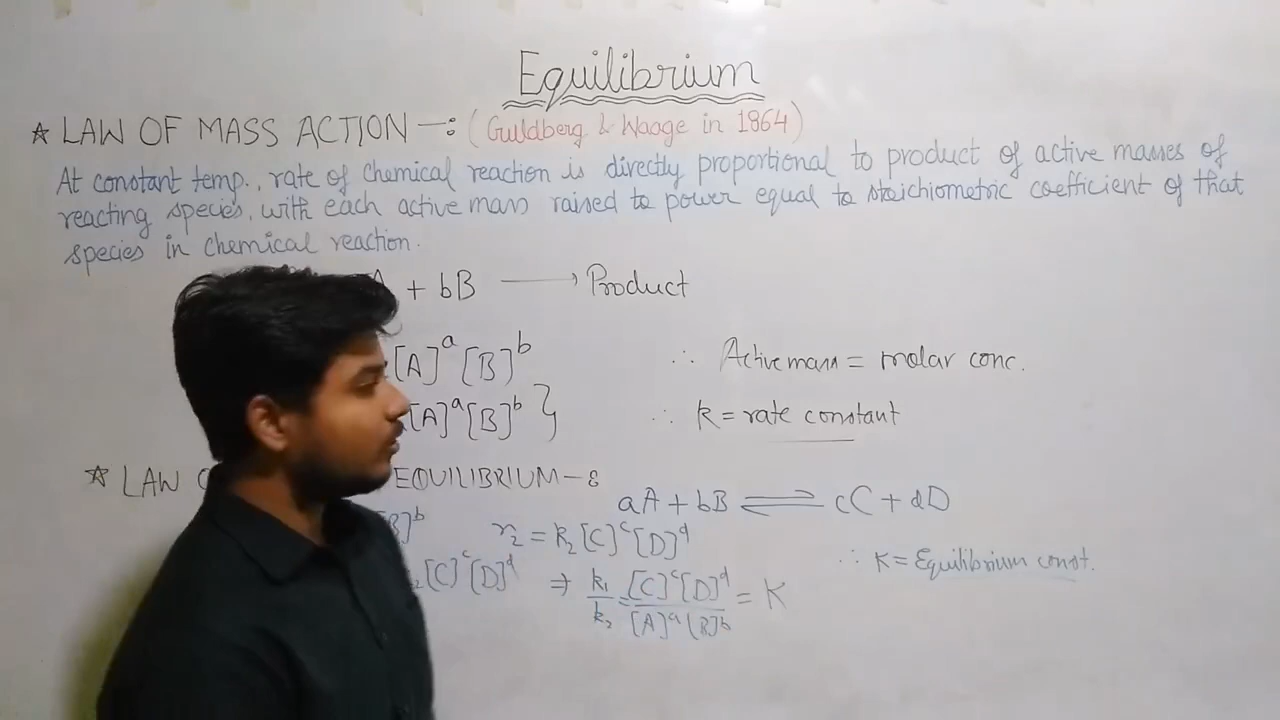 Equilibrium
☆ LAW OF MASS ACTION –: (Guldberg & Waage in 1864)
At constant temp., rate of chemical reaction is directly proportional to product of active masses of
reacting species, with each active mass raised to power equal to stoichiometric coefficient of that
species in chemical reaction.
A + bB ⟶ Product
[A]ᵃ [B]ᵇ ∴ Active mass = molar conc.
[A]ᵃ [B]ᵇ } ∴ k = rate constant
☆ LAW EQUILIBRIUM –:
aA + bB ⇌ cC + dD
B]ᵇ r₂ = k₂ [C]ᶜ [D]ᵈ
[C]ᶜ [D]ᵈ ⇒ k₁/k₂ = [C]ᶜ [D]ᵈ / [A]ᵃ [B]ᵇ = K ∴ K = Equilibrium const.